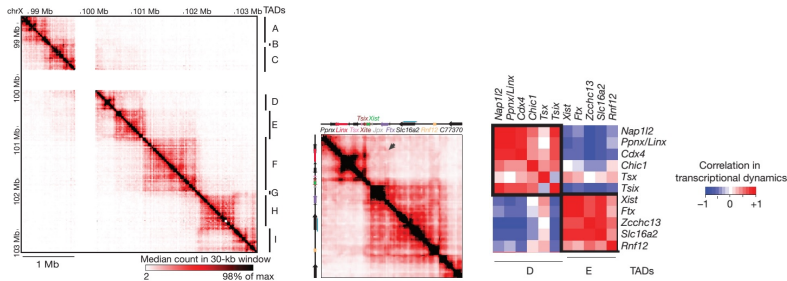 chrX 99 Mb 100 Mb 101 Mb 102 Mb 103 Mb TADs
99 Mb
100 Mb
101 Mb
102 Mb
103 Mb
A
B
C
D
E
F
G
H
I
1 Mb
Median count in 30-kb window
2 98% of max
Tsix Xist
Ppnx Linx Tsx Xite Jpx Ftx Slc16a2 Rnf12 C77370
Nap1l2
Ppnx/Linx
Cdx4
Chic1
Tsx
Tsix
Xist
Ftx
Zcchc13
Slc16a2
Rnf12
Nap1l2
Ppnx/Linx
Cdx4
Chic1
Tsx
Tsix
Xist
Ftx
Zcchc13
Slc16a2
Rnf12
D E TADs
Correlation in
transcriptional dynamics
−1 0 +1